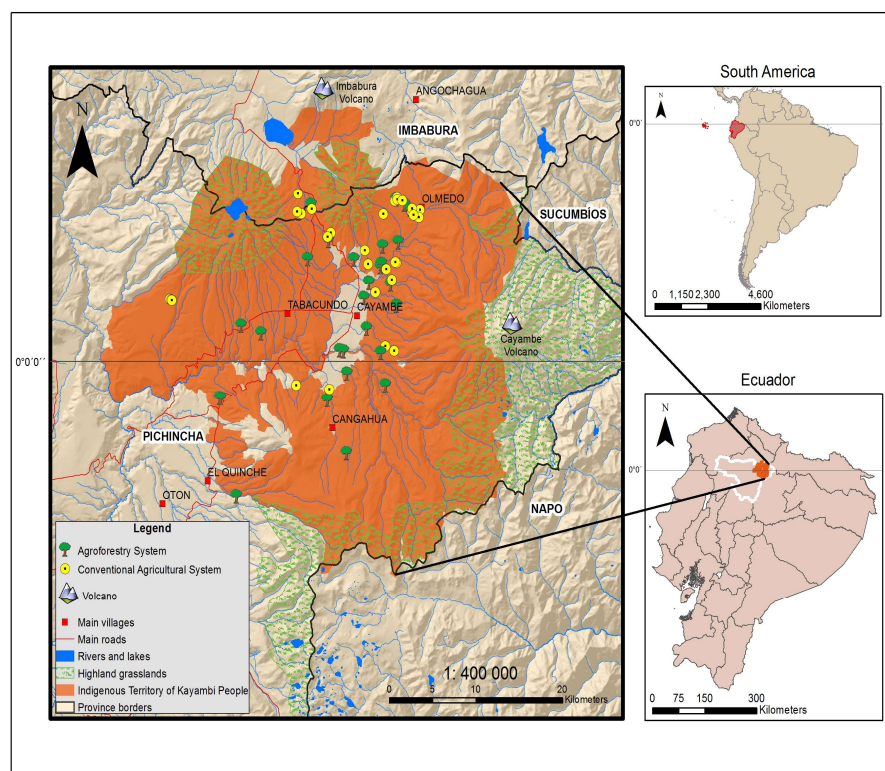 N
Imbabura
Volcano
ANGOCHAGUA
IMBABURA
OLMEDO
SUCUMBÍOS
TABACUNDO
CAYAMBE
Cayambe
Volcano
0°0´0´´
CANGAHUA
PICHINCHA
EL QUINCHE
OTON
NAPO
Legend
Agroforestry System
Conventional Agricultural System
Volcano
Main villages
Main roads
Rivers and lakes
Highland grasslands
Indigenous Territory of Kayambi People
Province borders
1: 400 000
0 5 10 20
Kilometers
South America
N
0°0´
0 1,150 2,300 4,600
Kilometers
Ecuador
N
0°0´
0 75 150 300
Kilometers